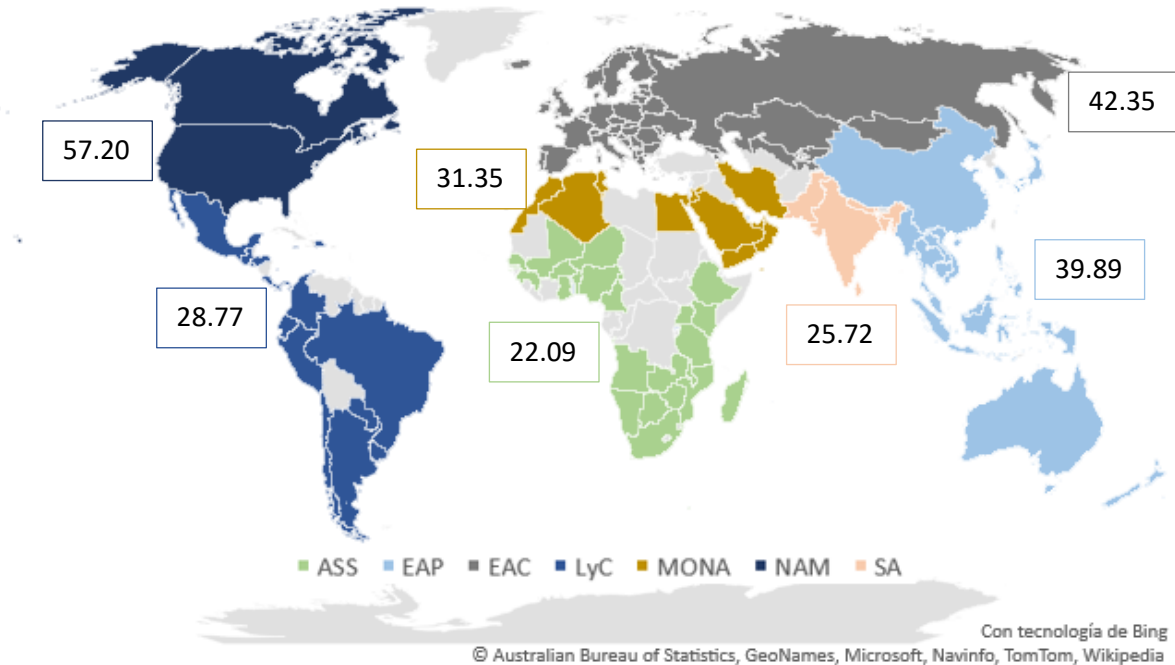 57.20
31.35
42.35
28.77
22.09
25.72
39.89
ASS EAP EAC LyC MONA NAM SA
Con tecnología de Bing
© Australian Bureau of Statistics, GeoNames, Microsoft, Navinfo, TomTom, Wikipedia